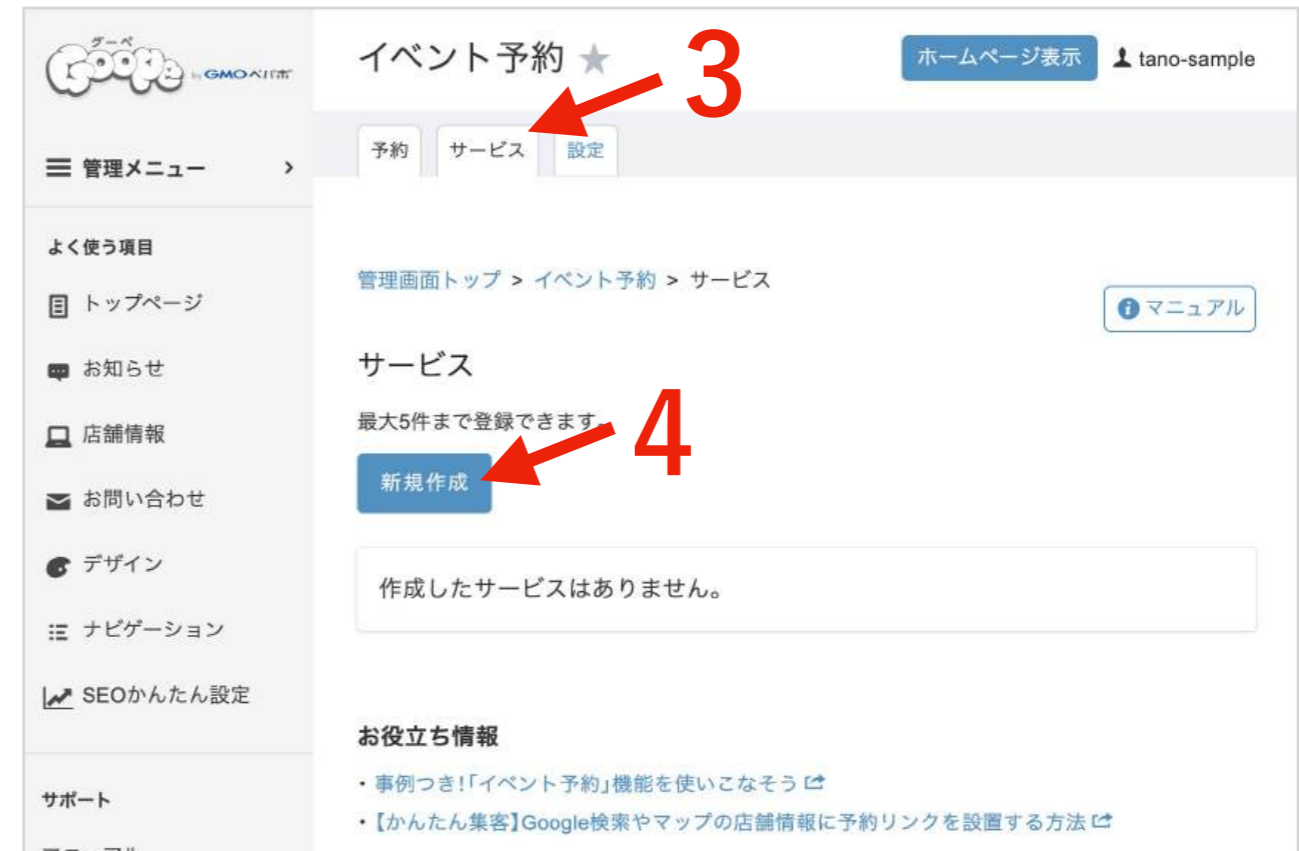 グーペ
Goope by GMOペパボ
イベント予約 ★
3
ホームページ表示
tano-sample
管理メニュー >
予約 サービス 設定
よく使う項目
トップページ
お知らせ
店舗情報
お問い合わせ
デザイン
ナビゲーション
SEOかんたん設定
サポート
管理画面トップ > イベント予約 > サービス
マニュアル
サービス
最大5件まで登録できます。
4
新規作成
作成したサービスはありません。
お役立ち情報
・事例つき!「イベント予約」機能を使いこなそう
・【かんたん集客】Google検索やマップの店舗情報に予約リンクを設置する方法